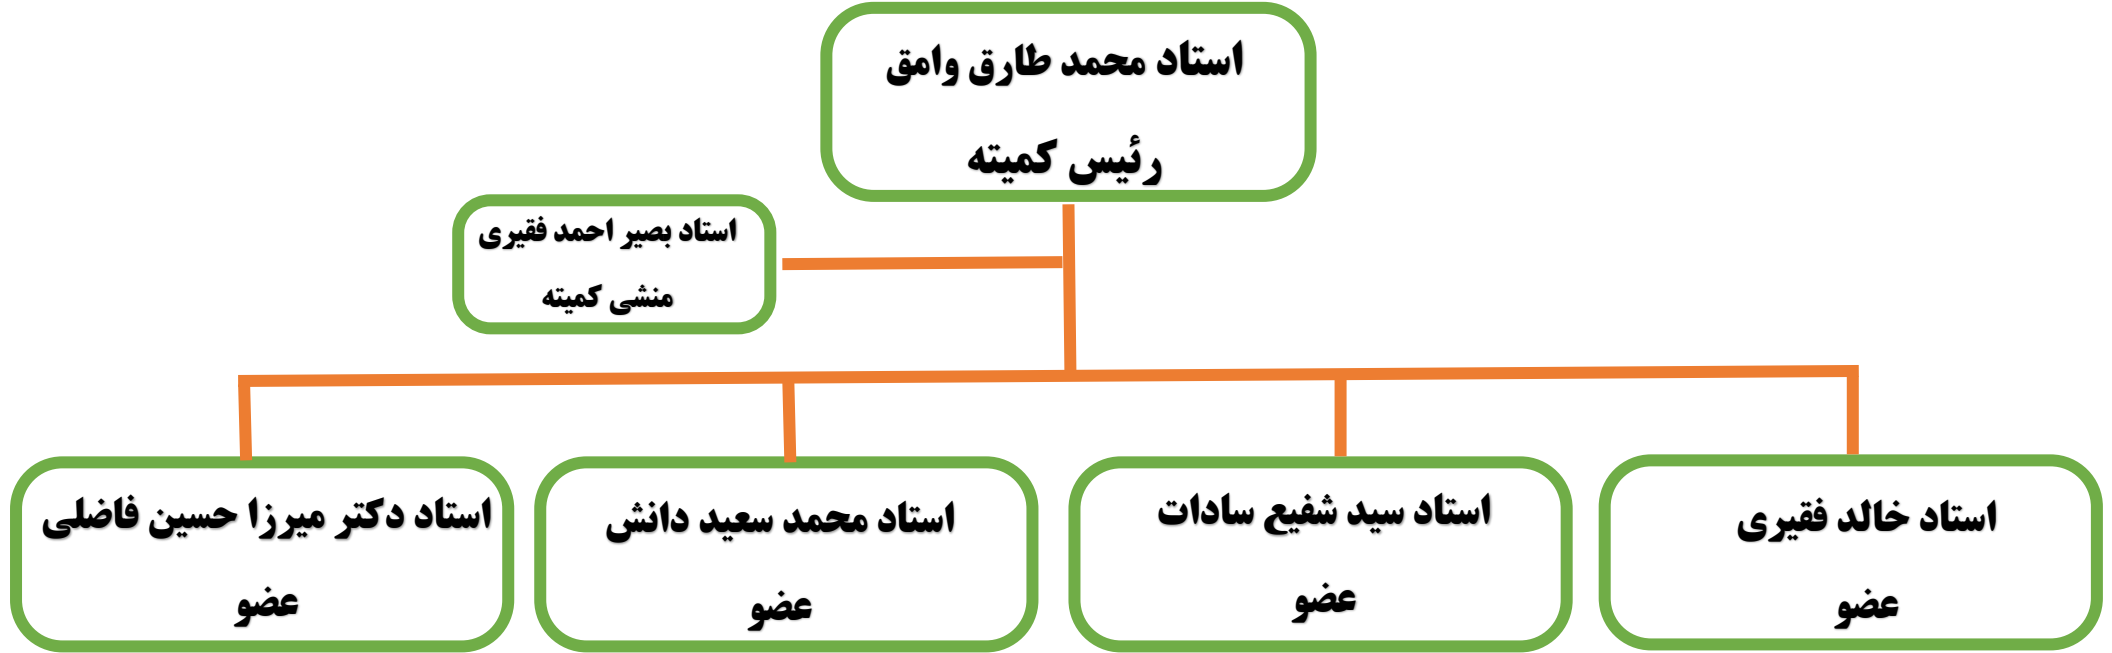 استاد محمد طارق وامق
رئیس کمیته
استاد بصیر احمد فقیری
منشی کمیته
استاد خالد فقیری
عضو
استاد سید شفیع سادات
عضو
استاد محمد سعید دانش
عضو
استاد دکتر میرزا حسین فاضلی
عضو